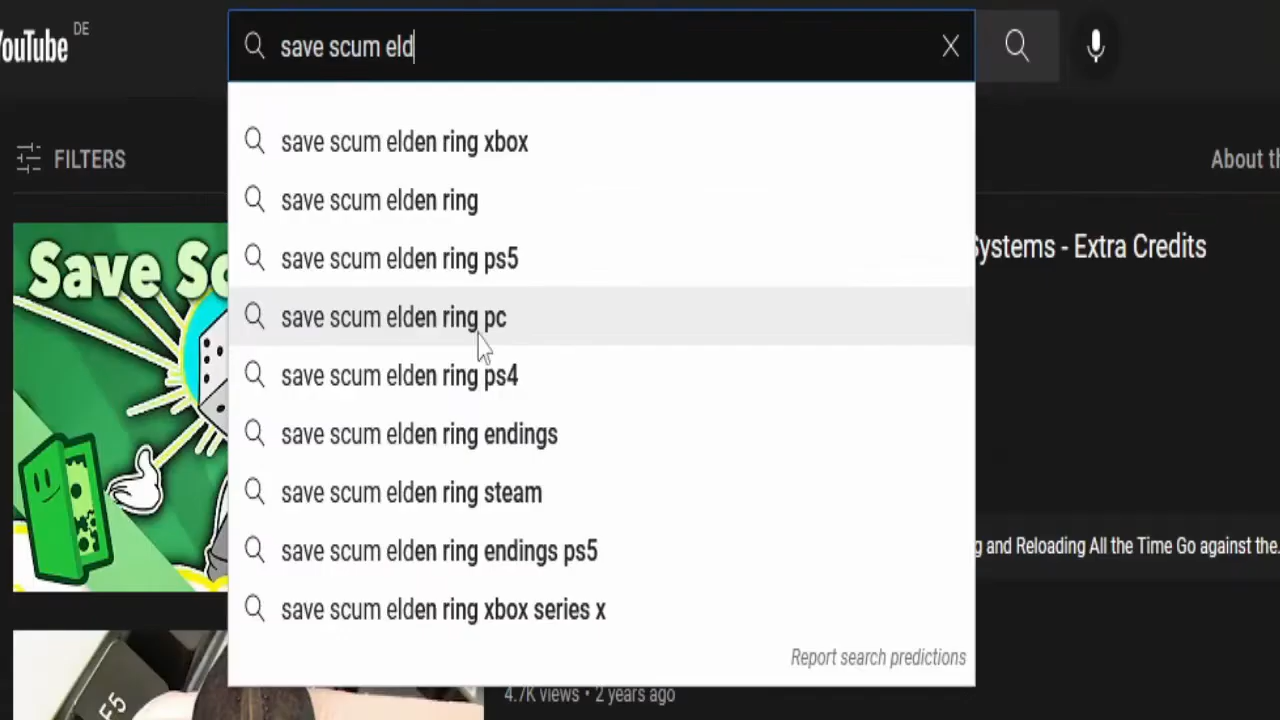 YouTube DE
save scum eld
FILTERS
About th
save scum elden ring xbox
save scum elden ring
save scum elden ring ps5
save scum elden ring pc
save scum elden ring ps4
save scum elden ring endings
save scum elden ring steam
save scum elden ring endings ps5
save scum elden ring xbox series x
Report search predictions
Save Sc
Systems - Extra Credits
g and Reloading All the Time Go against the...
F5
4.7K views • 2 years ago